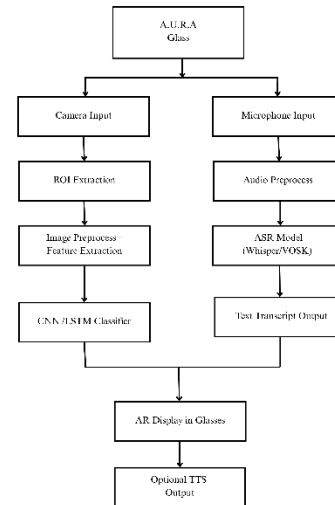 A.U.R.A
Glass
Camera Input
Microphone Input
ROI Extraction
Audio Preprocess
Image Preprocess
Feature Extraction
ASR Model
(Whisper/VOSK)
CNN /LSTM Classifier
Text Transcript Output
AR Display in Glasses
Optional TTS
Output